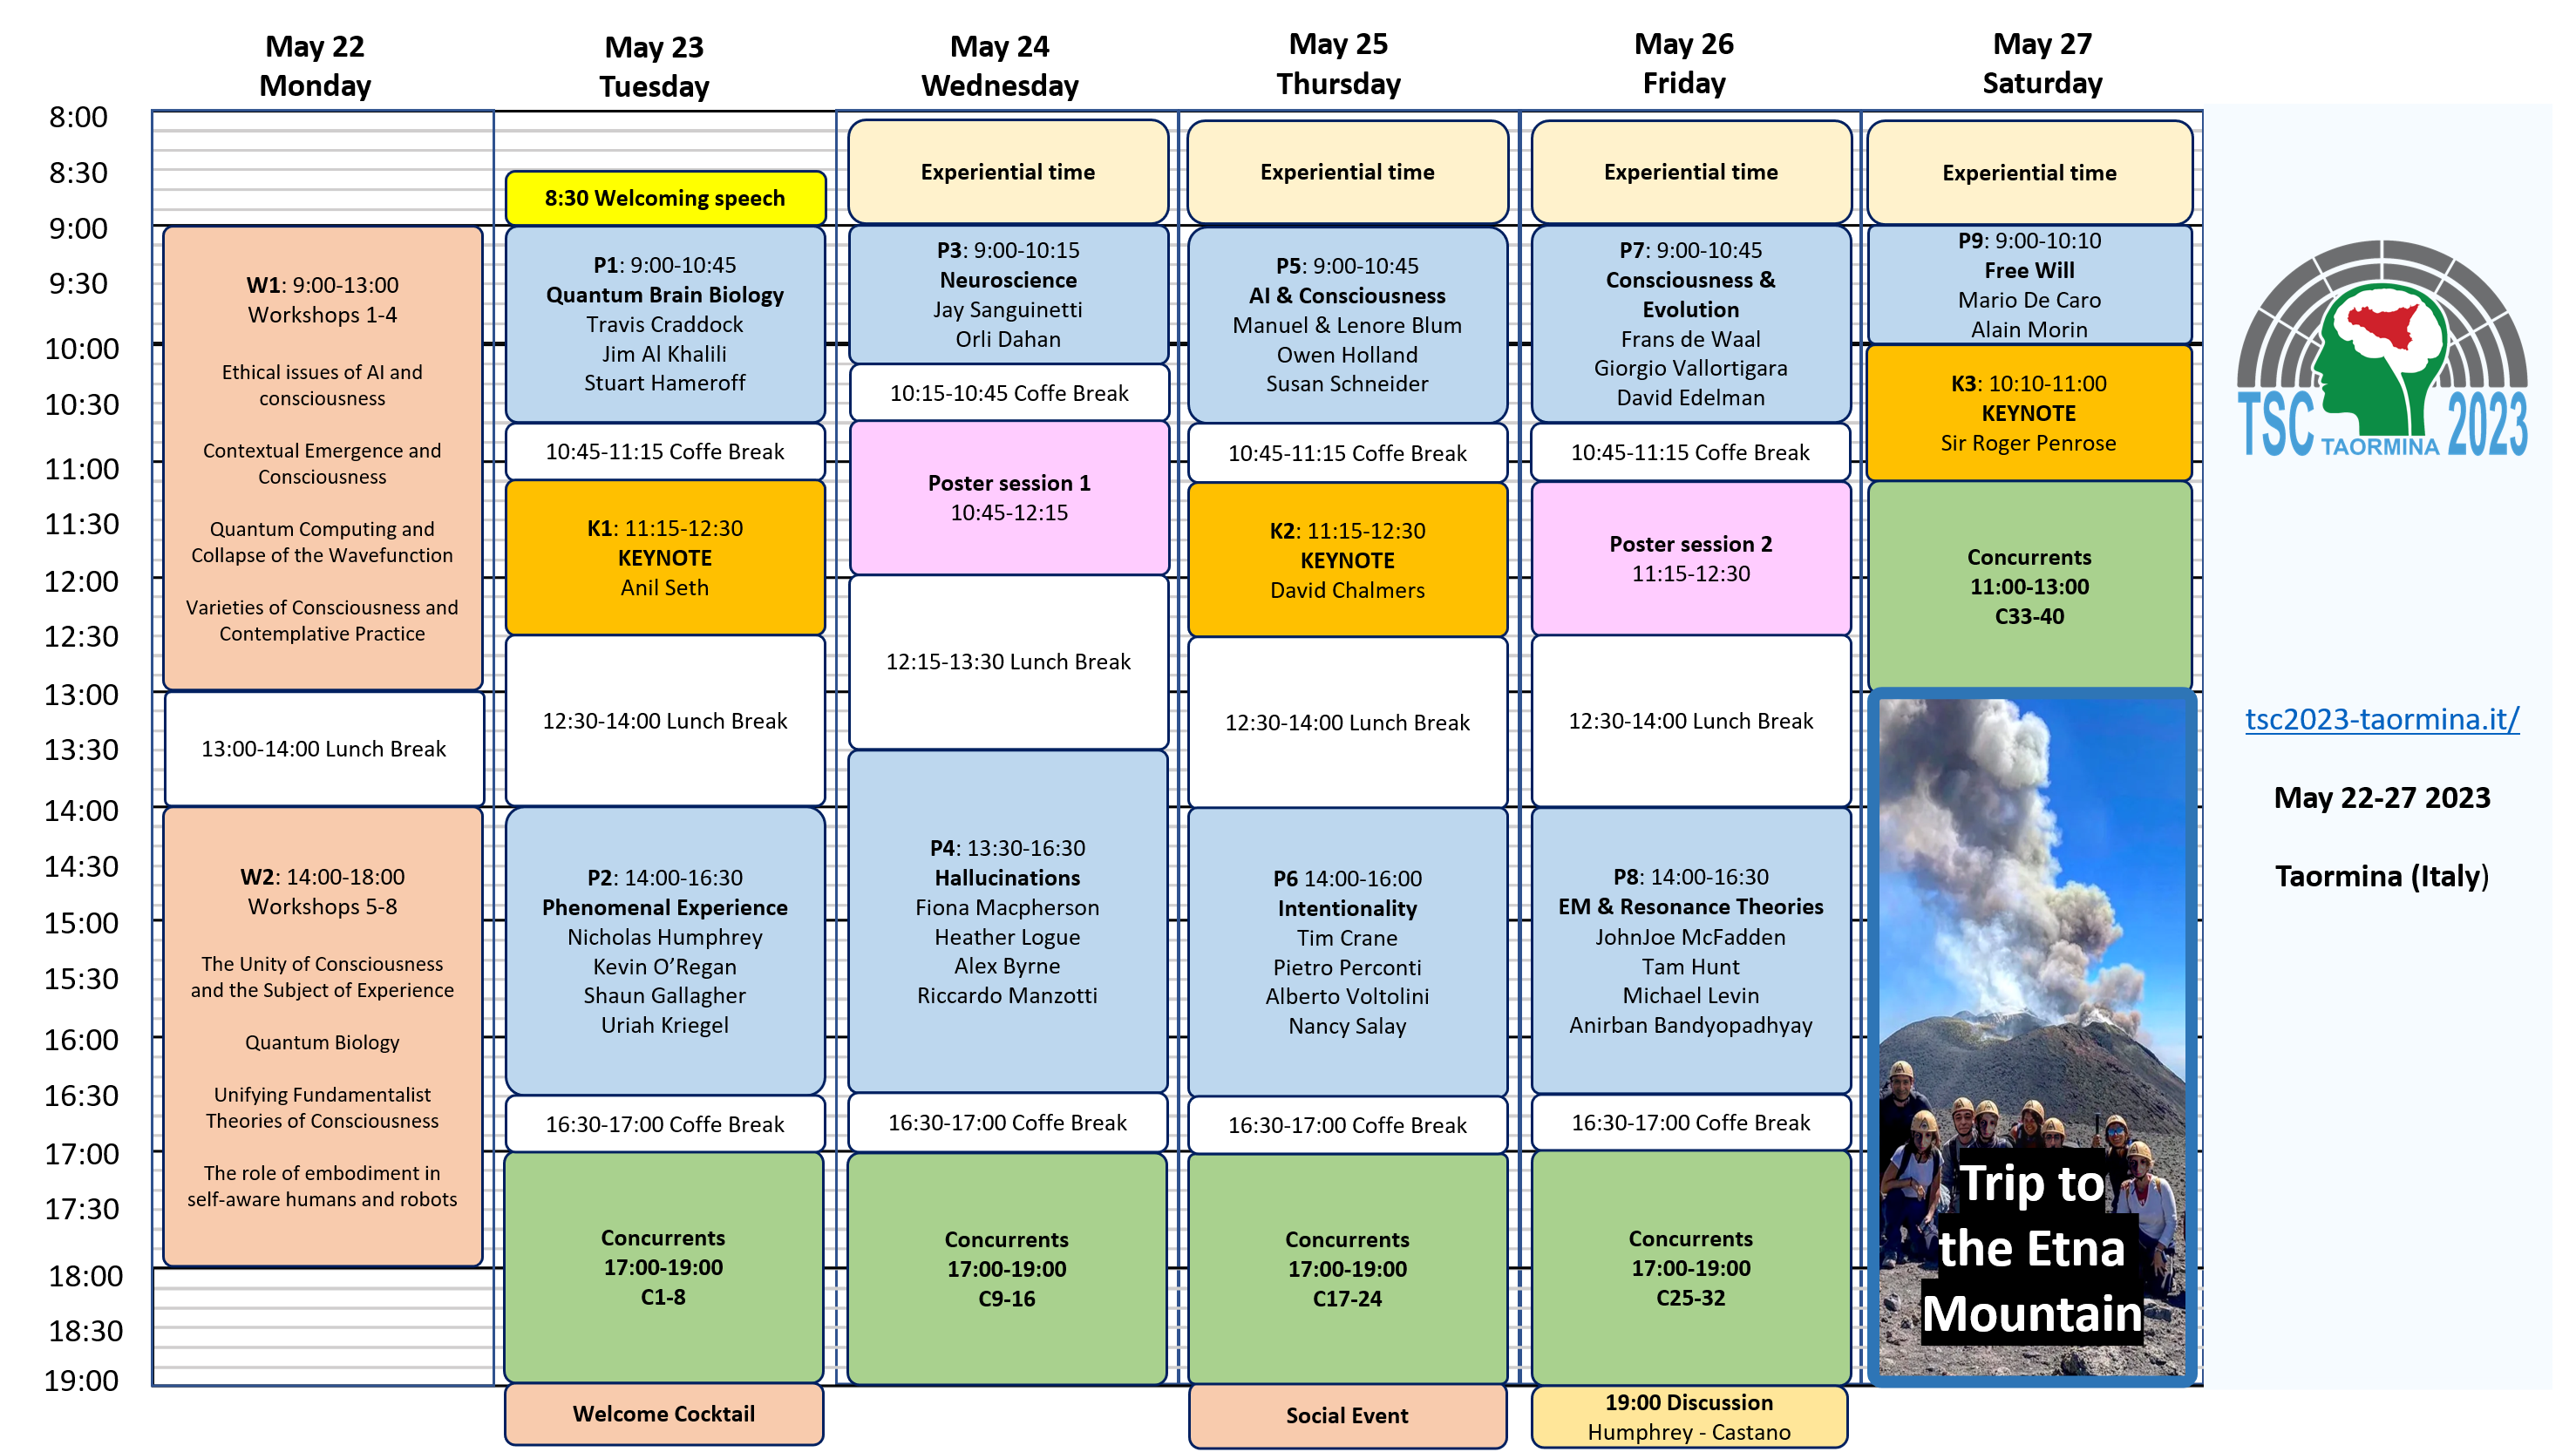 May 22
Monday
May 23
Tuesday
May 24
Wednesday
May 25
Thursday
May 26
Friday
May 27
Saturday
8:00
8:30
9:00
9:30
10:00
10:30
11:00
11:30
12:00
12:30
13:00
13:30
14:00
14:30
15:00
15:30
16:00
16:30
17:00
17:30
18:00
18:30
19:00
W1: 9:00-13:00
Workshops 1-4
Ethical issues of AI and
consciousness
Contextual Emergence and
Consciousness
Quantum Computing and
Collapse of the Wavefunction
Varieties of Consciousness and
Contemplative Practice
13:00-14:00 Lunch Break
W2: 14:00-18:00
Workshops 5-8
The Unity of Consciousness
and the Subject of Experience
Quantum Biology
Unifying Fundamentalist
Theories of Consciousness
The role of embodiment in
self-aware humans and robots
8:30 Welcoming speech
P1: 9:00-10:45
Quantum Brain Biology
Travis Craddock
Jim Al Khalili
Stuart Hameroff
10:45-11:15 Coffe Break
K1: 11:15-12:30
KEYNOTE
Anil Seth
12:30-14:00 Lunch Break
P2: 14:00-16:30
Phenomenal Experience
Nicholas Humphrey
Kevin O’Regan
Shaun Gallagher
Uriah Kriegel
16:30-17:00 Coffe Break
Concurrents
17:00-19:00
C1-8
Welcome Cocktail
Experiential time
P3: 9:00-10:15
Neuroscience
Jay Sanguinetti
Orli Dahan
10:15-10:45 Coffe Break
Poster session 1
10:45-12:15
12:15-13:30 Lunch Break
P4: 13:30-16:30
Hallucinations
Fiona Macpherson
Heather Logue
Alex Byrne
Riccardo Manzotti
16:30-17:00 Coffe Break
Concurrents
17:00-19:00
C9-16
Experiential time
P5: 9:00-10:45
AI & Consciousness
Manuel & Lenore Blum
Owen Holland
Susan Schneider
10:45-11:15 Coffe Break
K2: 11:15-12:30
KEYNOTE
David Chalmers
12:30-14:00 Lunch Break
P6 14:00-16:00
Intentionality
Tim Crane
Pietro Perconti
Alberto Voltolini
Nancy Salay
16:30-17:00 Coffe Break
Concurrents
17:00-19:00
C17-24
Social Event
Experiential time
P7: 9:00-10:45
Consciousness &
Evolution
Frans de Waal
Giorgio Vallortigara
David Edelman
10:45-11:15 Coffe Break
Poster session 2
11:15-12:30
12:30-14:00 Lunch Break
P8: 14:00-16:30
EM & Resonance Theories
JohnJoe McFadden
Tam Hunt
Michael Levin
Anirban Bandyopadhyay
16:30-17:00 Coffe Break
Concurrents
17:00-19:00
C25-32
19:00 Discussion
Humphrey - Castano
Experiential time
P9: 9:00-10:10
Free Will
Mario De Caro
Alain Morin
K3: 10:10-11:00
KEYNOTE
Sir Roger Penrose
Concurrents
11:00-13:00
C33-40
Trip to
the Etna
Mountain
TSC TAORMINA 2023
tsc2023-taormina.it/
May 22-27 2023
Taormina (Italy)